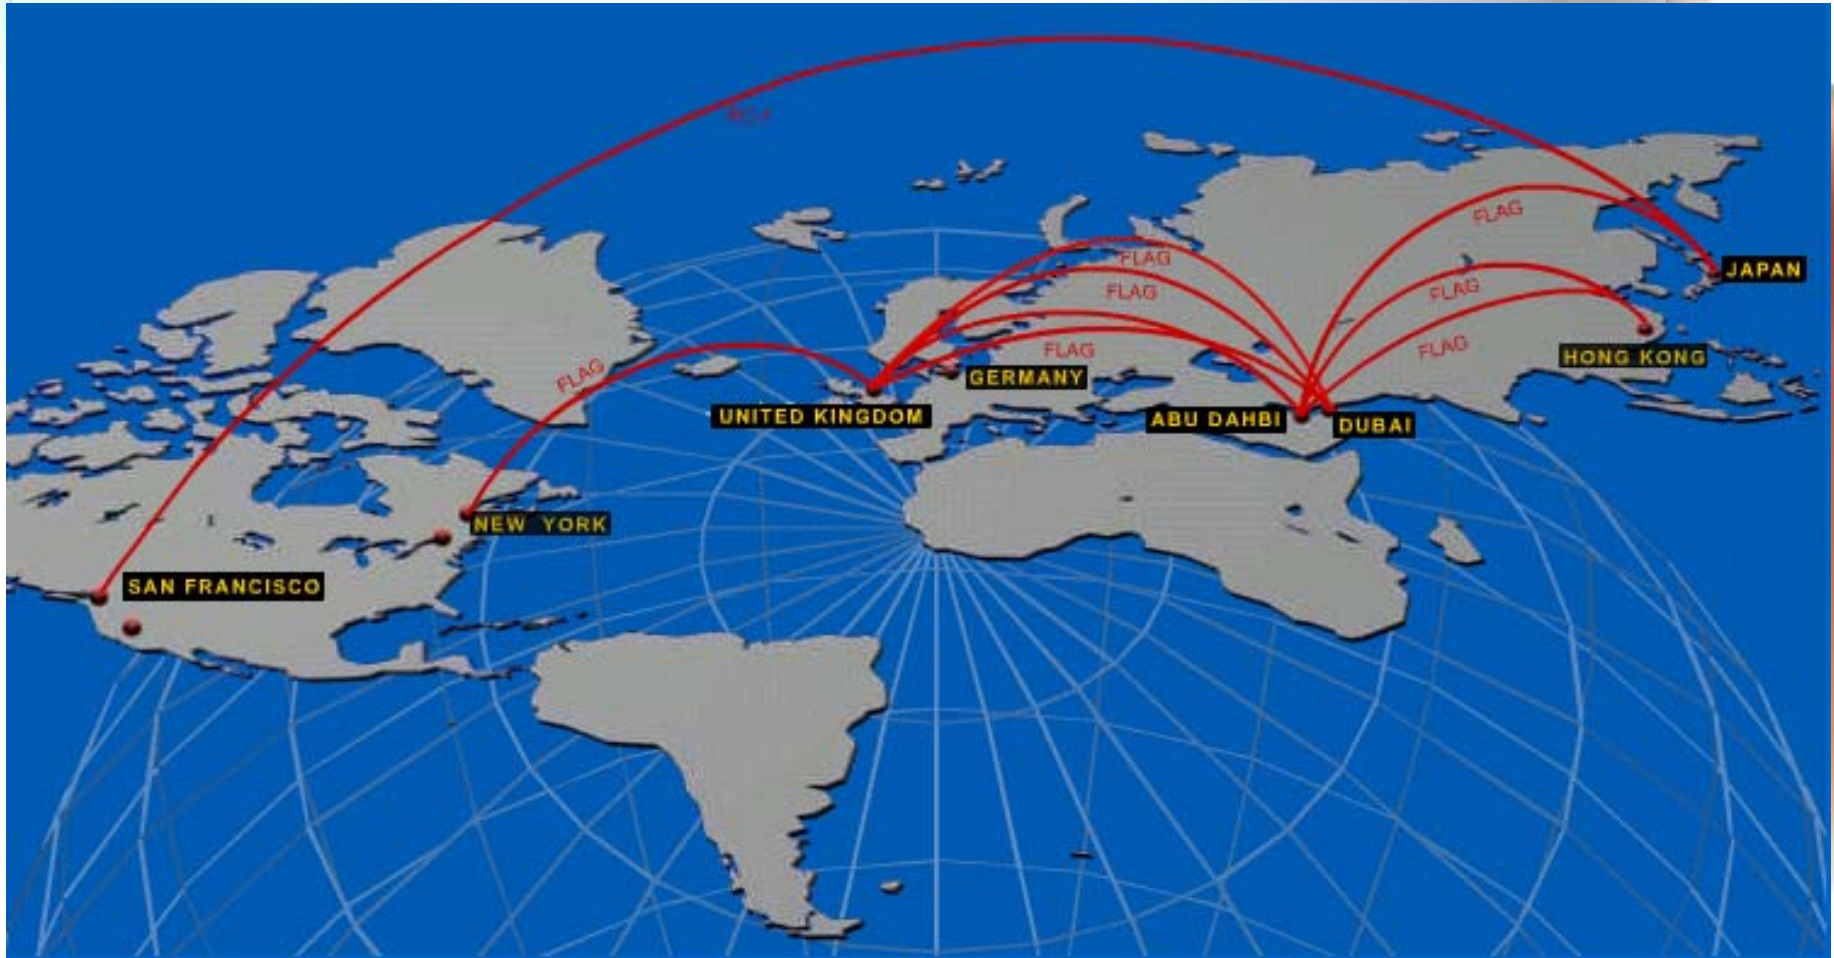 FLAG
FLAG
FLAG
JAPAN
FLAG
FLAG
FLAG
FLAG
HONG KONG
GERMANY
UNITED KINGDOM
ABU DAHBI
DUBAI
NEW YORK
SAN FRANCISCO